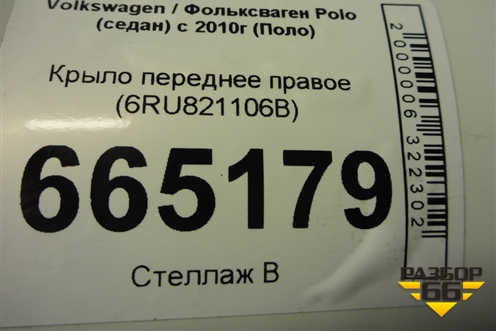 Volkswagen / Фольксваген Polo
(седан) с 2010г (Поло)
Крыло переднее правое
(6RU821106B)
665179
Стеллаж В
2000006322302
РАЗБОР
66